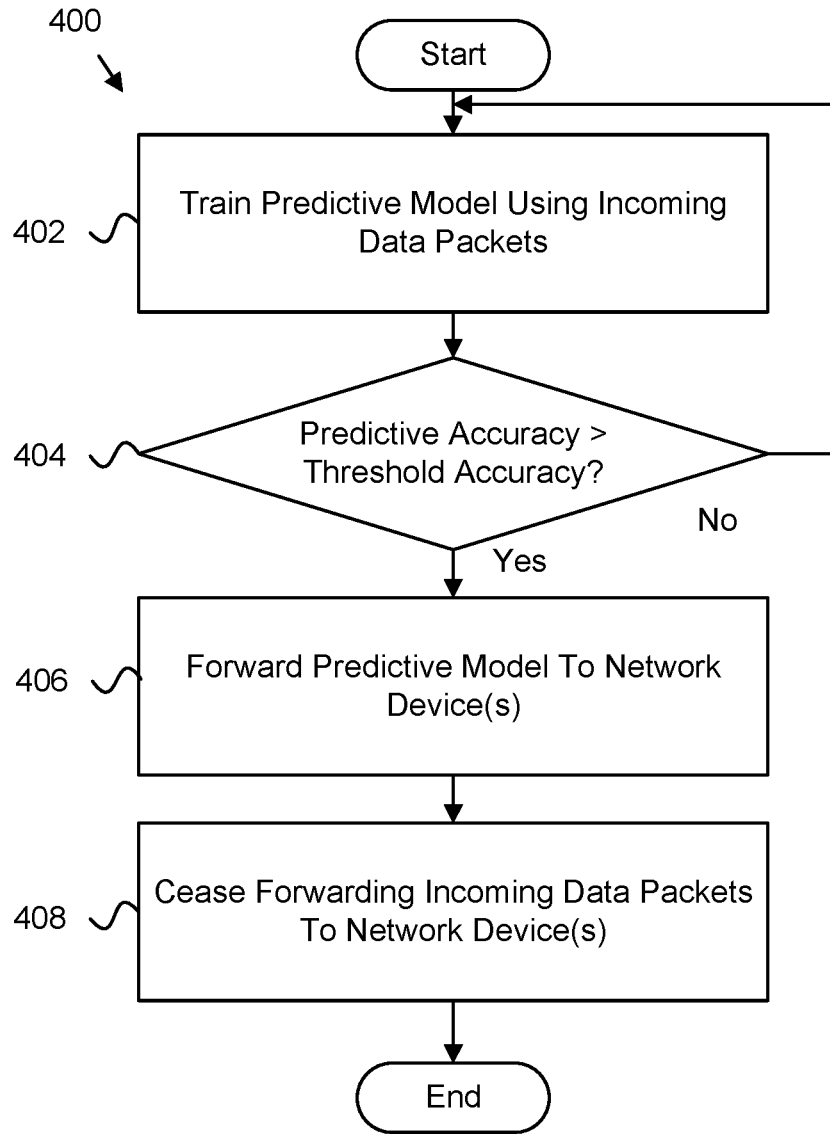 400
Start
402
Train Predictive Model Using Incoming
Data Packets
404
Predictive Accuracy >
Threshold Accuracy?
No
Yes
406
Forward Predictive Model To Network
Device(s)
408
Cease Forwarding Incoming Data Packets
To Network Device(s)
End